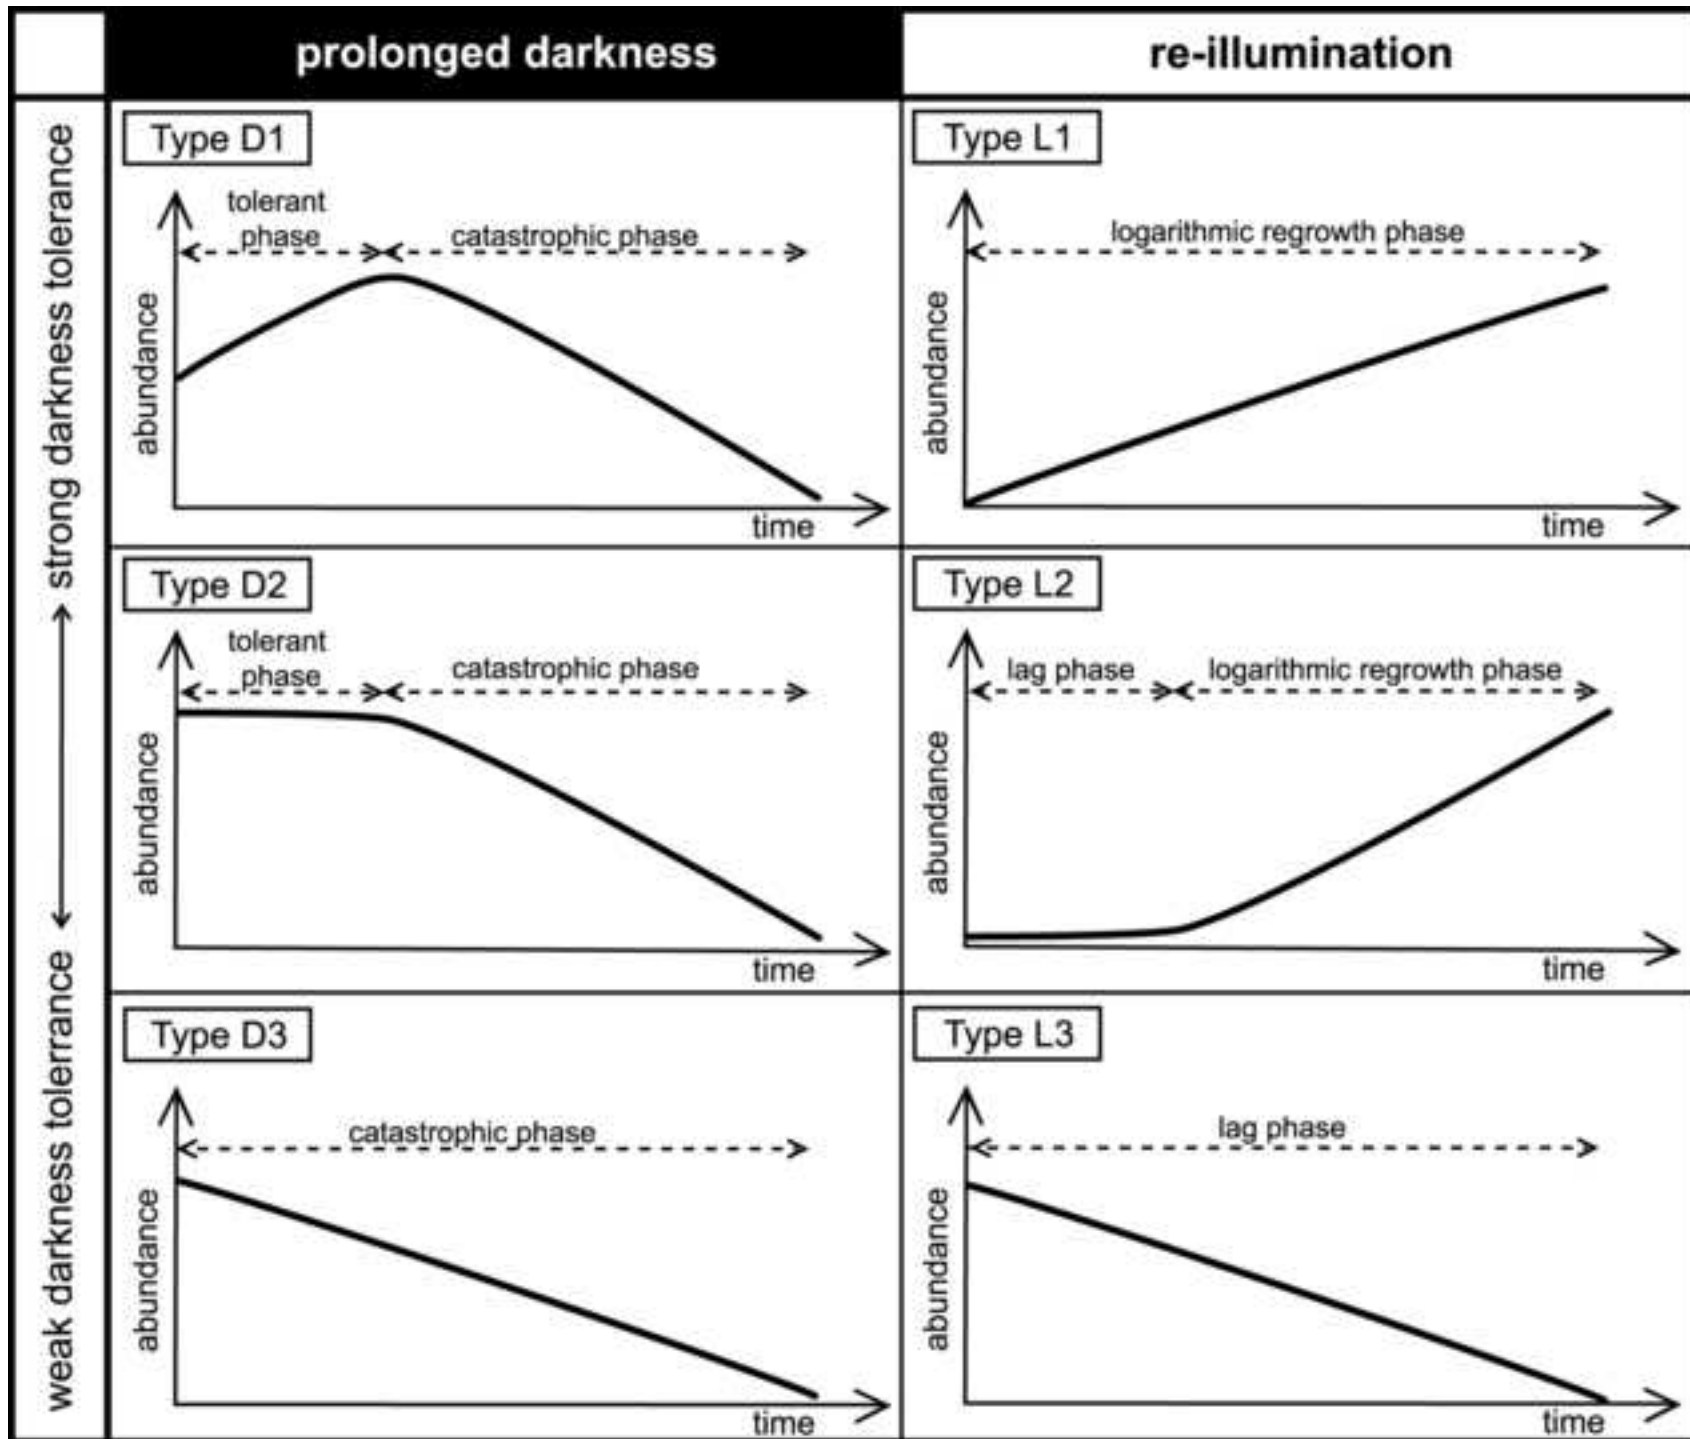 prolonged darkness
re-illumination
strong darkness tolerance
weak darkness tolerrance
Type D1
tolerant
phase
catastrophic phase
abundance
time
Type L1
logarithmic regrowth phase
abundance
time
Type D2
tolerant
phase
catastrophic phase
abundance
time
Type L2
lag phase
logarithmic regrowth phase
abundance
time
Type D3
catastrophic phase
abundance
time
Type L3
lag phase
abundance
time